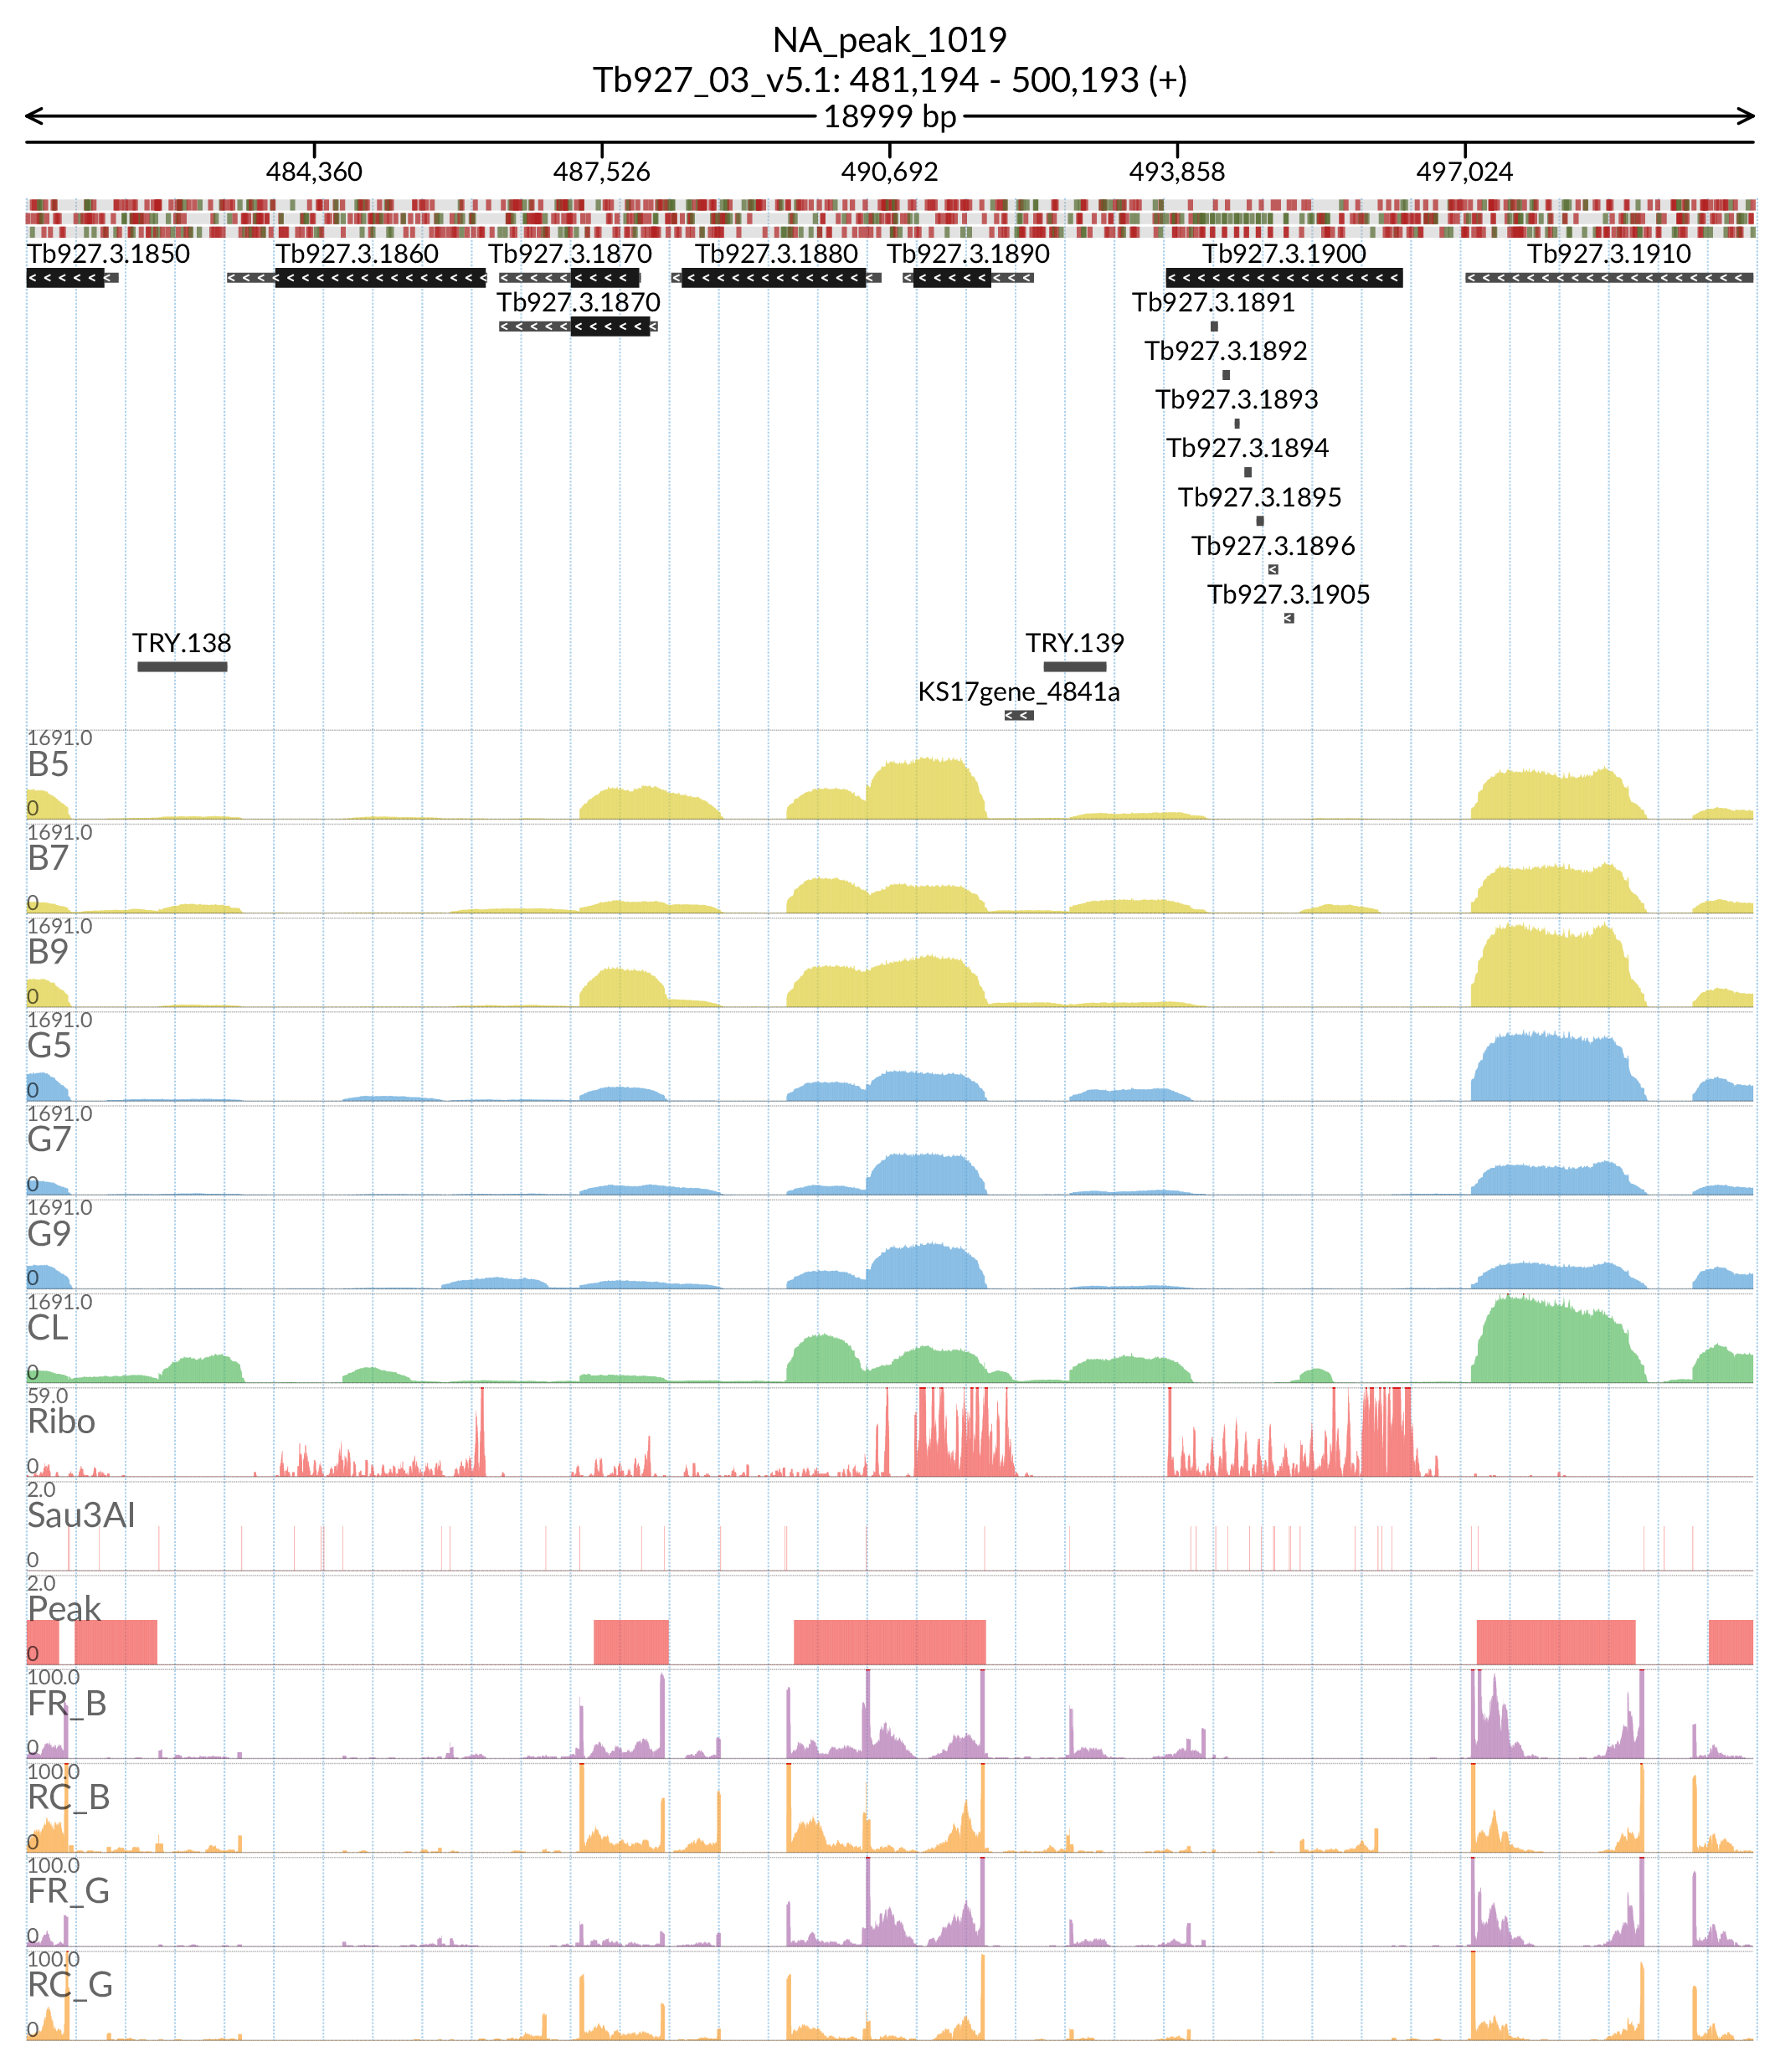 NA_peak_1019
Tb927_03_v5.1: 481,194 - 500,193 (+)
18999 bp
484,360 487,526 490,692 493,858 497,024
Tb927.3.1850 Tb927.3.1860 Tb927.3.1870 Tb927.3.1880 Tb927.3.1890 Tb927.3.1900 Tb927.3.1910
Tb927.3.1870 Tb927.3.1891
Tb927.3.1892
Tb927.3.1893
Tb927.3.1894
Tb927.3.1895
Tb927.3.1896
Tb927.3.1905
TRY.138 TRY.139
KS17gene_4841a
1691.0
B5
0
1691.0
B7
0
1691.0
B9
0
1691.0
G5
0
1691.0
G7
0
1691.0
G9
0
1691.0
CL
0
59.0
Ribo
0
2.0
Sau3AI
0
2.0
Peak
0
100.0
FR_B
0
100.0
RC_B
0
100.0
FR_G
0
100.0
RC_G
0